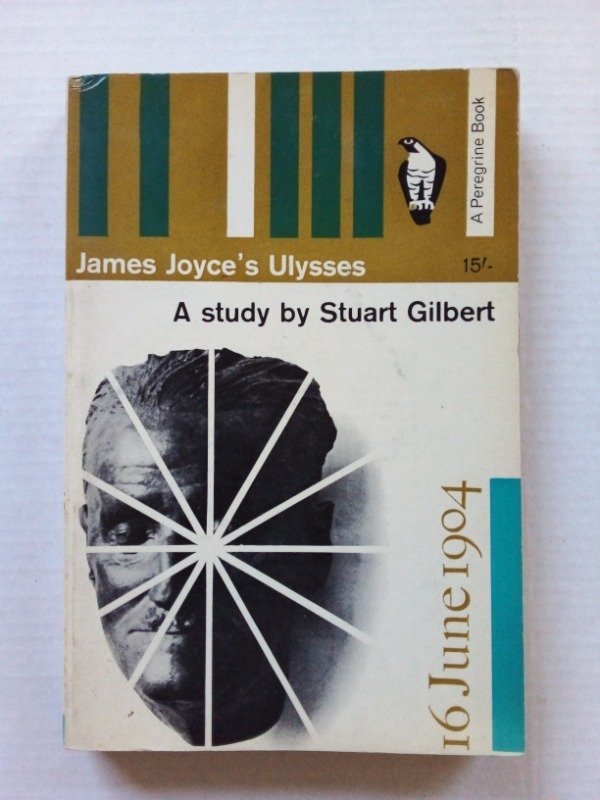 A Peregrine Book
James Joyce's Ulysses
15/-
A study by Stuart Gilbert
16 June 1904